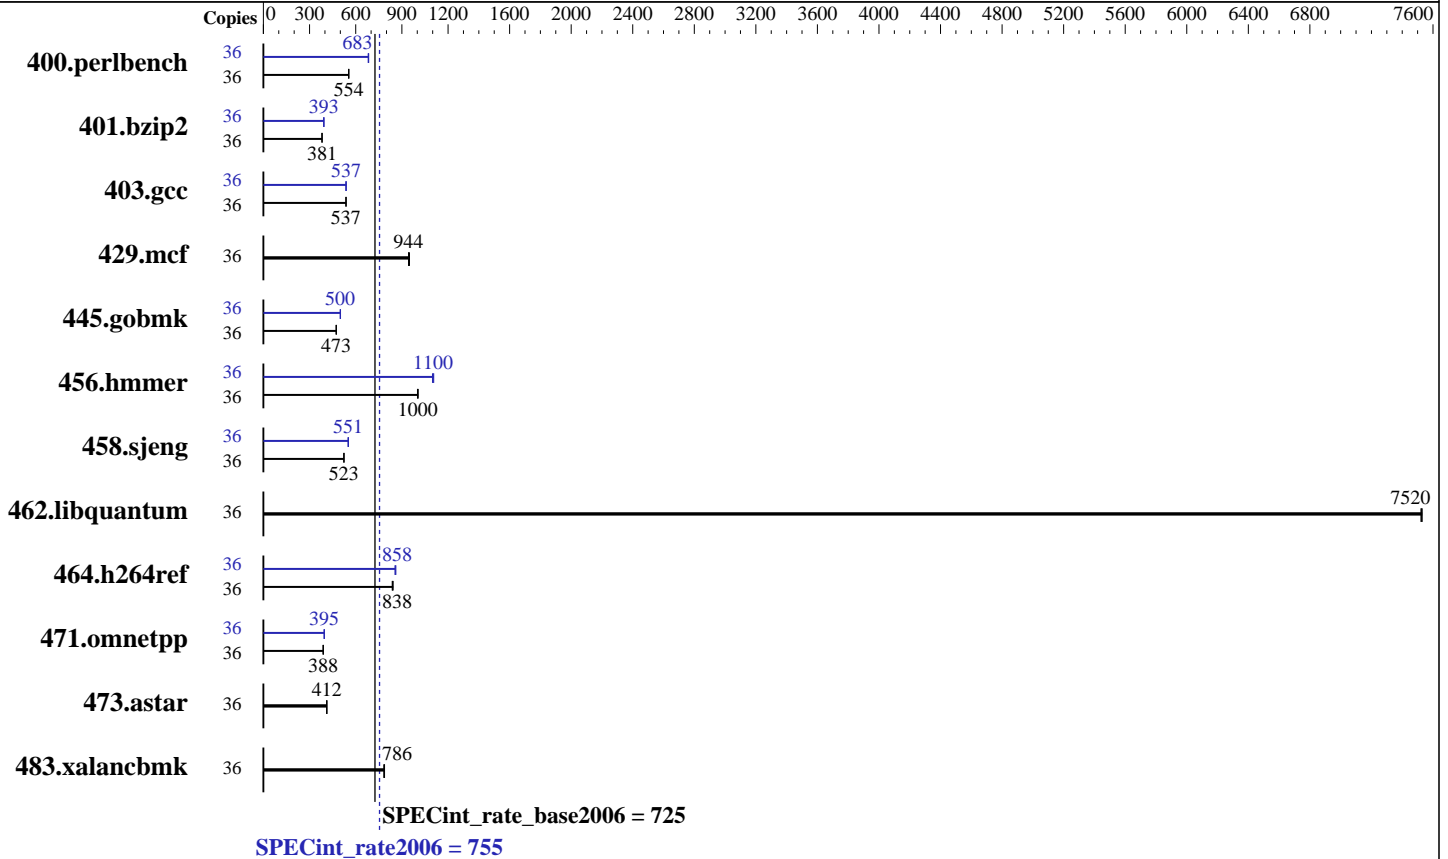 Copies 0 300 600 900 1200 1600 2000 2400 2800 3200 3600 4000 4400 4800 5200 5600 6000 6400 6800 7600
400.perlbench 36 683
36 554
401.bzip2 36 393
36 381
403.gcc 36 537
36 537
429.mcf 36 944
445.gobmk 36 500
36 473
456.hmmer 36 1100
36 1000
458.sjeng 36 551
36 523
462.libquantum 36 7520
464.h264ref 36 858
36 838
471.omnetpp 36 395
36 388
473.astar 36 412
483.xalancbmk 36 786
SPECint_rate_base2006 = 725
SPECint_rate2006 = 755